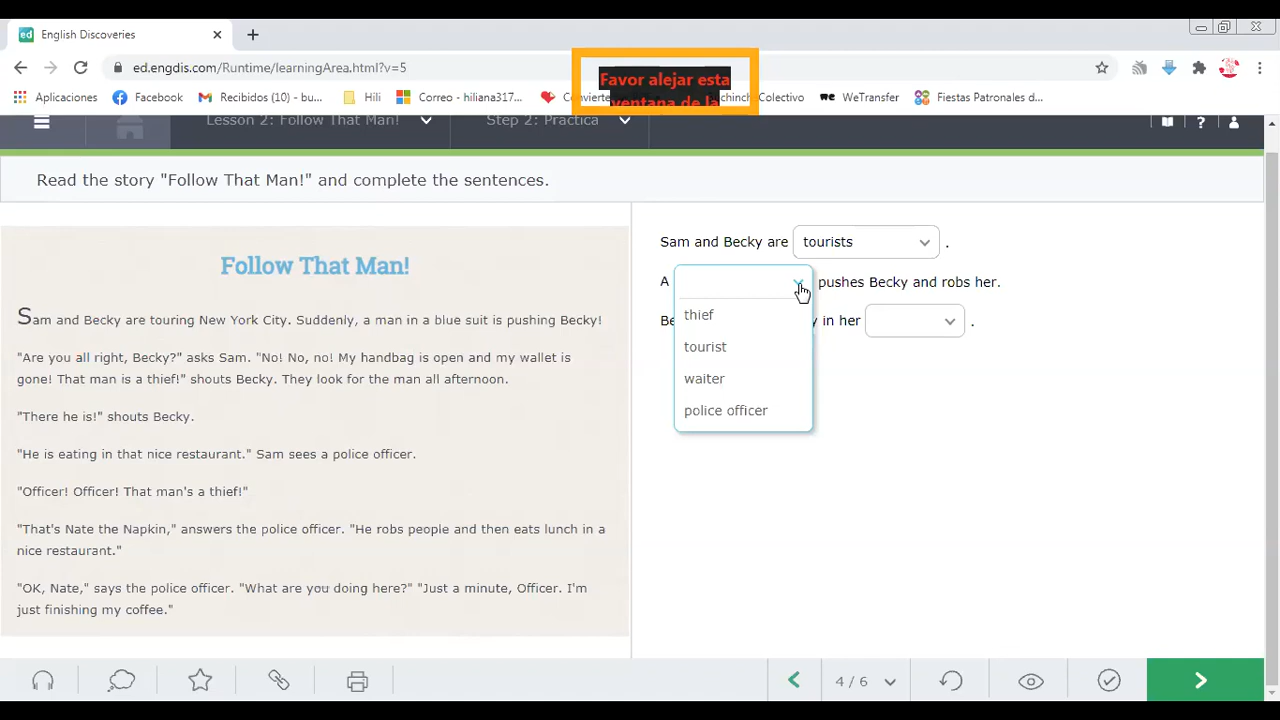 English Discoveries
ed.engdis.com/Runtime/learningArea.html?v=5
Favor alejar esta
ventana de la
Aplicaciones
Facebook
Recibidos (10) - bu...
Hili
Correo - hiliana317...
Colectivo
WeTransfer
Fiestas Patronales d...
Lesson 2: Follow That Man!
Step 2: Practica
Read the story "Follow That Man!" and complete the sentences.
Follow That Man!
Sam and Becky are touring New York City. Suddenly, a man in a blue suit is pushing Becky!
"Are you all right, Becky?" asks Sam. "No! No, no! My handbag is open and my wallet is
gone! That man is a thief!" shouts Becky. They look for the man all afternoon.
"There he is!" shouts Becky.
"He is eating in that nice restaurant." Sam sees a police officer.
"Officer! Officer! That man's a thief!"
"That's Nate the Napkin," answers the police officer. "He robs people and then eats lunch in a
nice restaurant."
"OK, Nate," says the police officer. "What are you doing here?" "Just a minute, Officer. I'm
just finishing my coffee."
Sam and Becky are tourists .
A pushes Becky and robs her.
thief
tourist
waiter
police officer
in her .
4 / 6